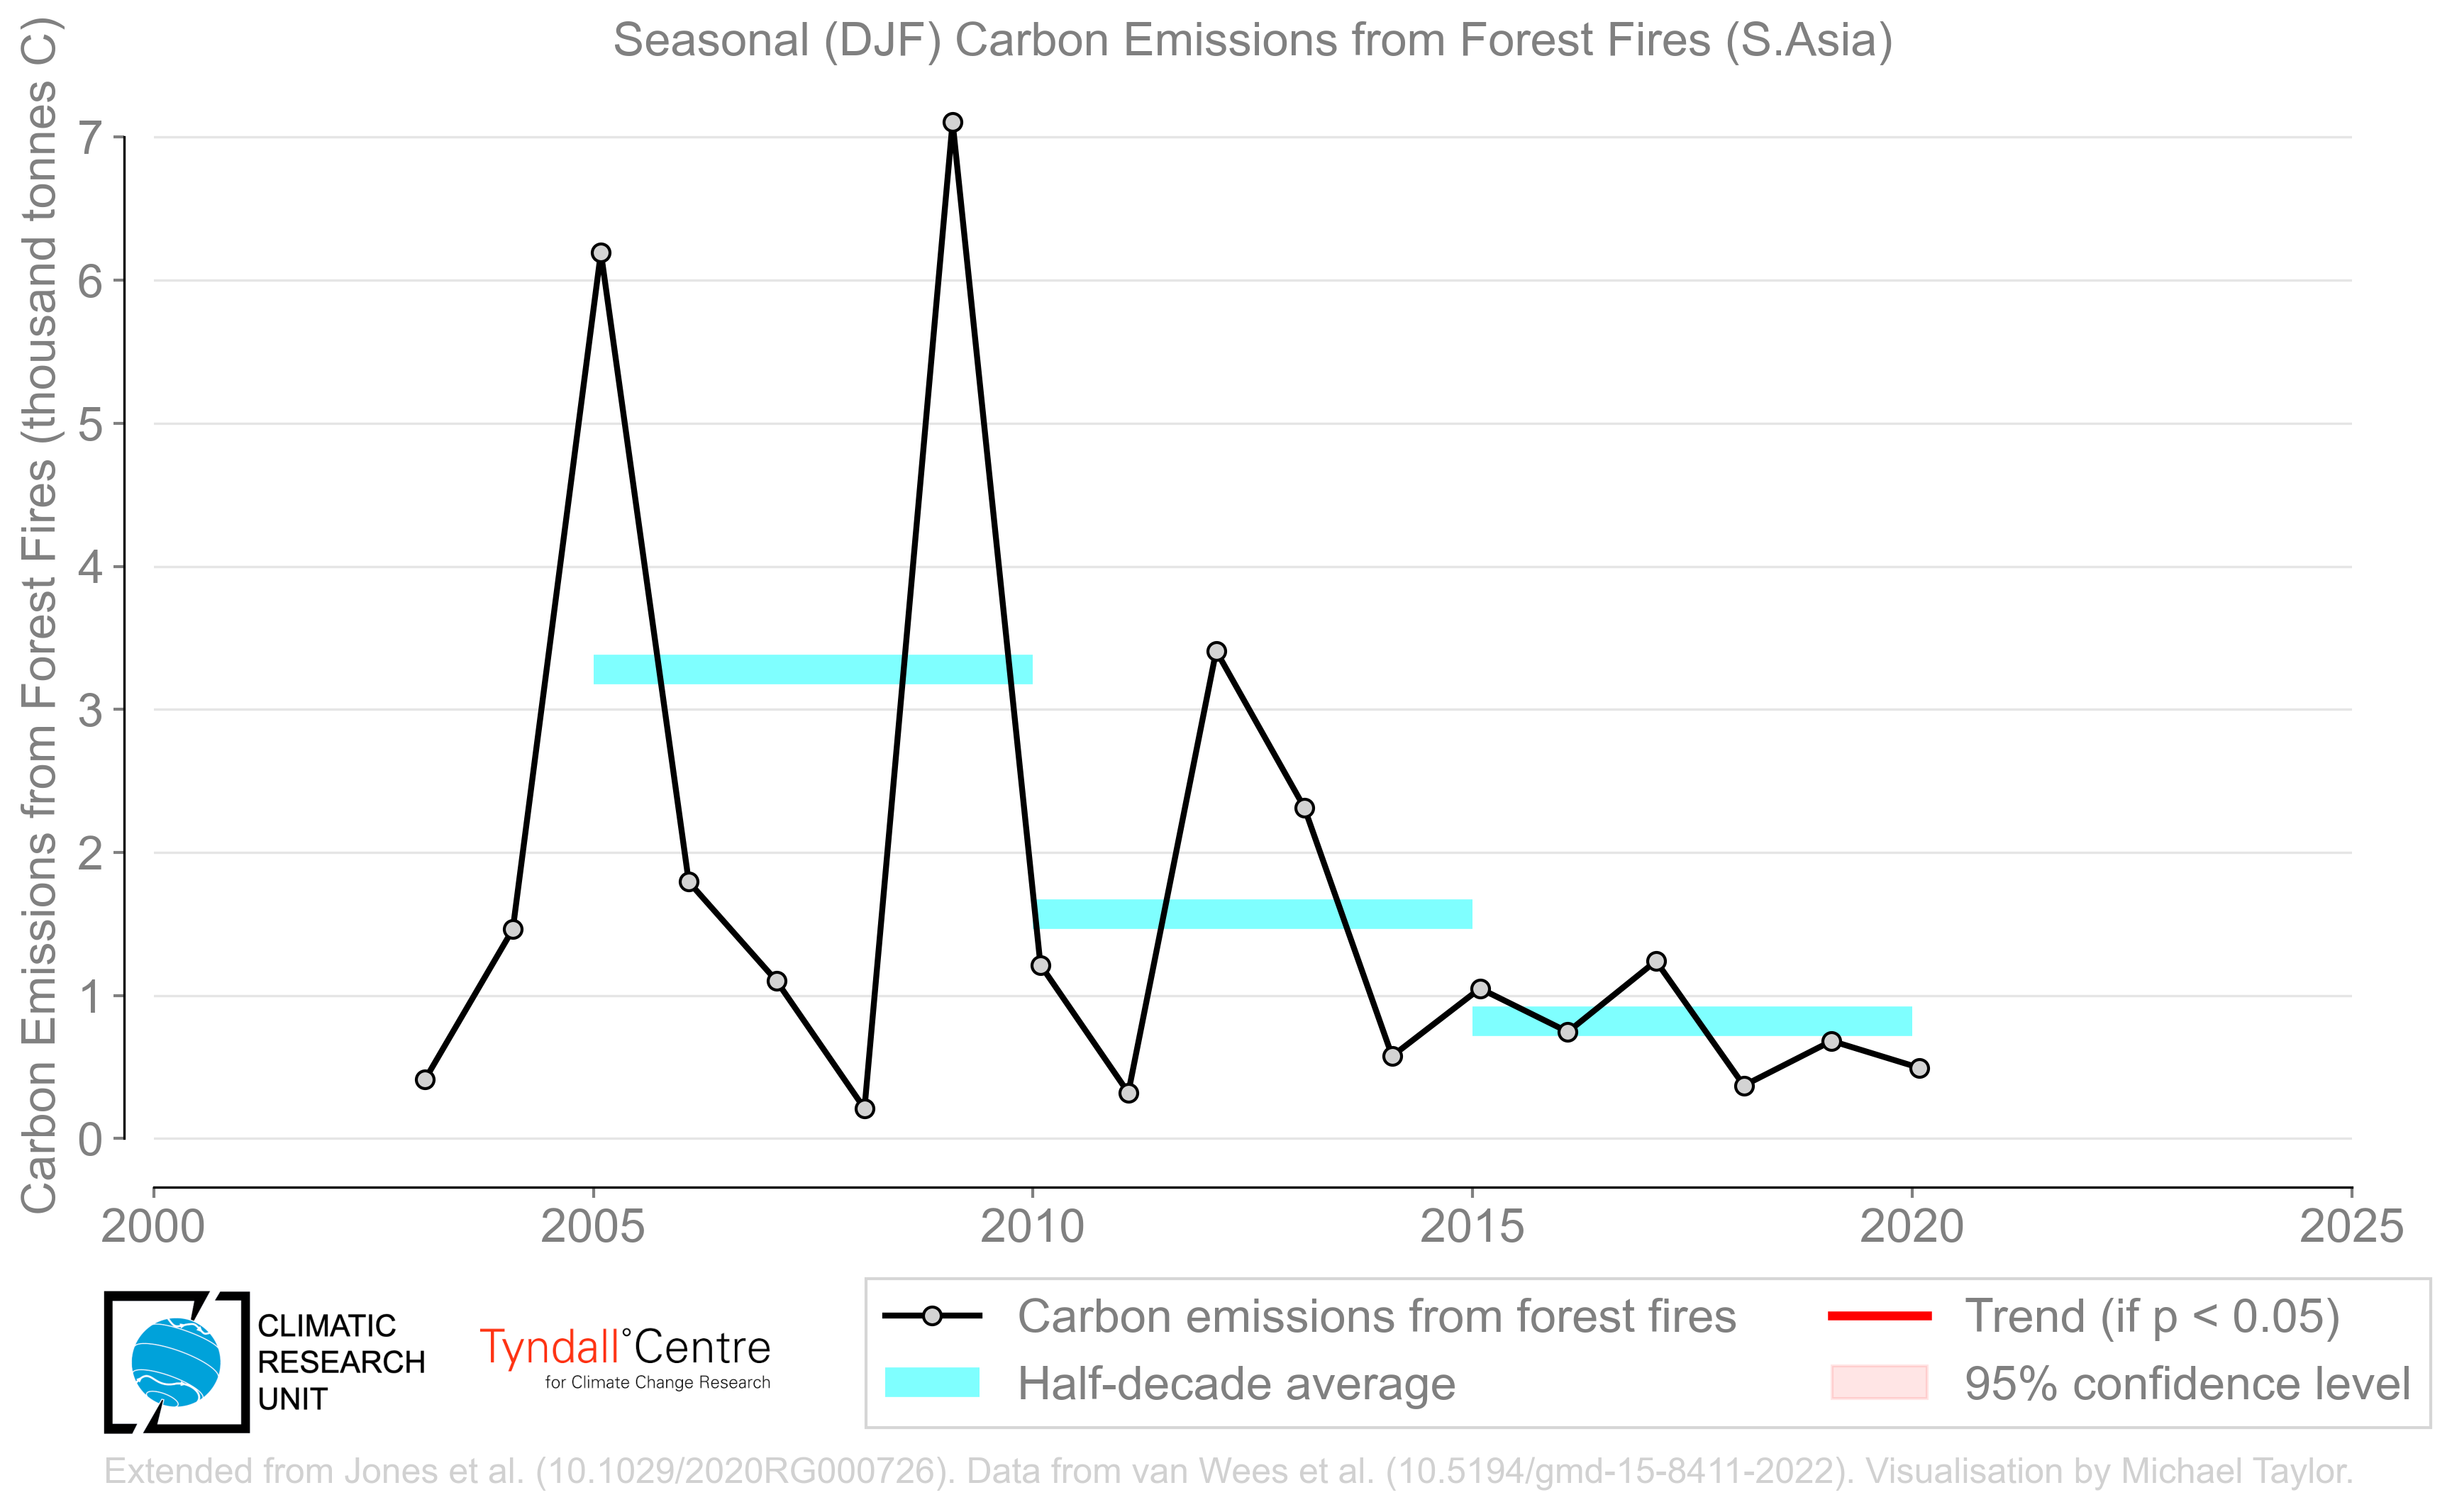 Seasonal (DJF) Carbon Emissions from Forest Fires (S.Asia)
Carbon Emissions from Forest Fires (thousand tonnes C)
7
6
5
4
3
2
1
0
2000 2005 2010 2015 2020 2025
CLIMATIC
RESEARCH
UNIT
Tyndall°Centre
for Climate Change Research
Carbon emissions from forest fires
Half-decade average
Trend (if p < 0.05)
95% confidence level
Extended from Jones et al. (10.1029/2020RG000726). Data from van Wees et al. (10.5194/gmd-15-8411-2022). Visualisation by Michael Taylor.